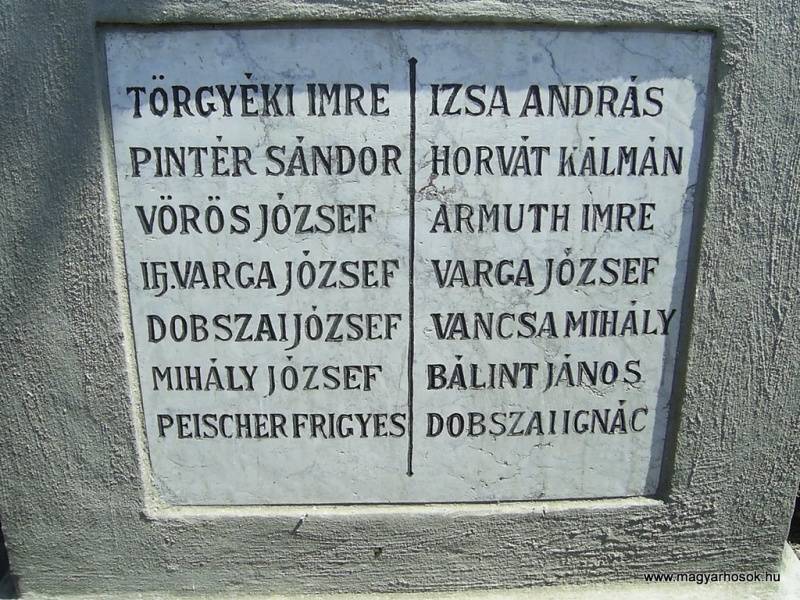 TÖRGYÉKI IMRE
PINTÉR SÁNDOR
VÖRÖS JÓZSEF
IFJ. VARGA JÓZSEF
DOBSZAI JÓZSEF
MIHÁLY JÓZSEF
PEISCHER FRIGYES
IZSA ANDRÁS
HORVÁT KÁLMÁN
ARMUTH IMRE
VARGA JÓZSEF
VANCSA MIHÁLY
BÁLINT JÁNOS
DOBSZAI IGNÁC
www.magyarhosok.hu